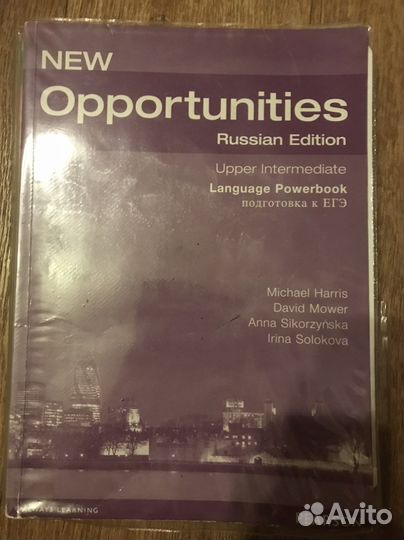 NEW
Opportunities
Russian Edition
Upper Intermediate
Language Powerbook
подготовка к ЕГЭ
Michael Harris
David Mower
Anna Sikorzyńska
Irina Solokova
LEARNING
Avito